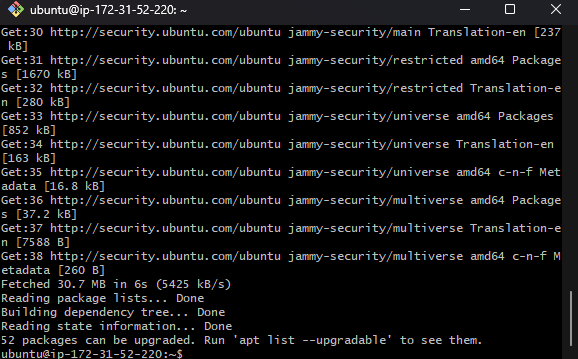 ubuntu@ip-172-31-52-220: ~
Get:30 http://security.ubuntu.com/ubuntu jammy-security/main Translation-en [237
 kB]
Get:31 http://security.ubuntu.com/ubuntu jammy-security/restricted amd64 Package
s [1670 kB]
Get:32 http://security.ubuntu.com/ubuntu jammy-security/restricted Translation-e
n [280 kB]
Get:33 http://security.ubuntu.com/ubuntu jammy-security/universe amd64 Packages
[852 kB]
Get:34 http://security.ubuntu.com/ubuntu jammy-security/universe Translation-en
[163 kB]
Get:35 http://security.ubuntu.com/ubuntu jammy-security/universe amd64 c-n-f Met
adata [16.8 kB]
Get:36 http://security.ubuntu.com/ubuntu jammy-security/multiverse amd64 Package
s [37.2 kB]
Get:37 http://security.ubuntu.com/ubuntu jammy-security/multiverse Translation-e
n [7588 B]
Get:38 http://security.ubuntu.com/ubuntu jammy-security/multiverse amd64 c-n-f M
etadata [260 B]
Fetched 30.7 MB in 6s (5425 kB/s)
Reading package lists... Done
Building dependency tree... Done
Reading state information... Done
52 packages can be upgraded. Run 'apt list --upgradable' to see them.
ubuntu@ip-172-31-52-220:~$